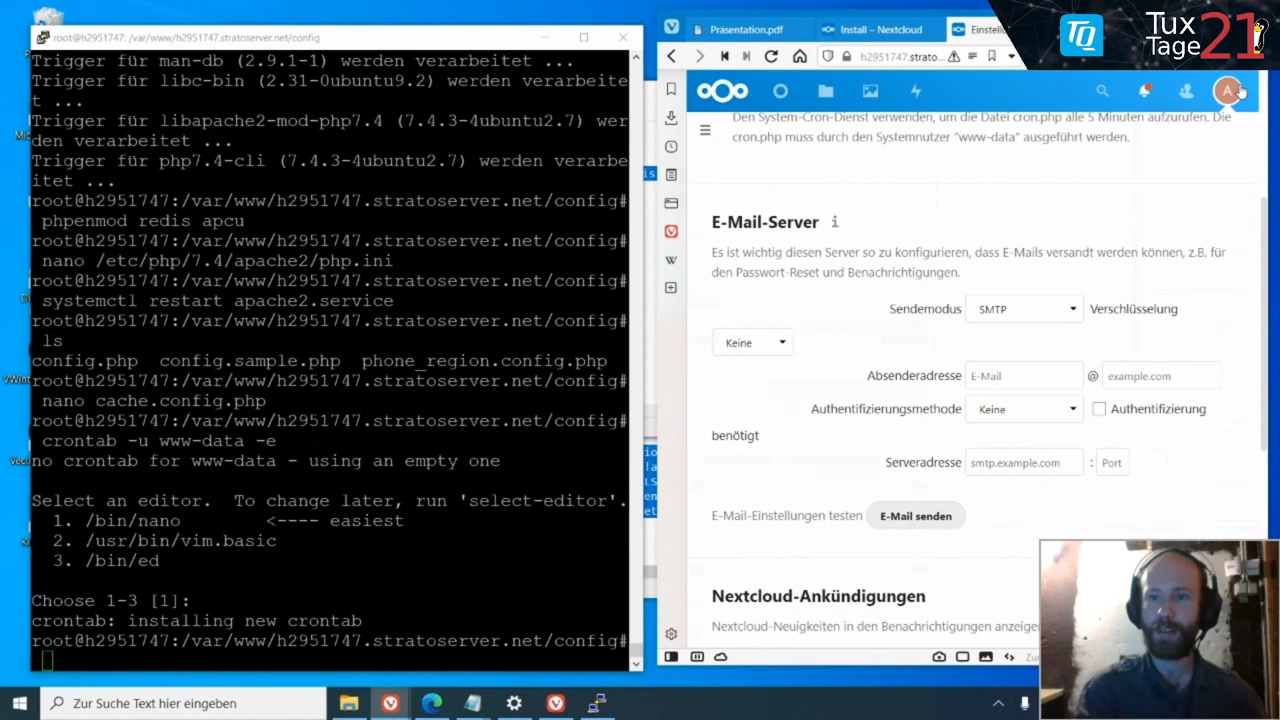 root@h2951747: /var/www/h2951747.stratoserver.net/config
Trigger für man-db (2.9.1-1) werden verarbeitet ...
Trigger für libc-bin (2.31-0ubuntu9.2) werden verarbeite
t ...
Trigger für libapache2-mod-php7.4 (7.4.3-4ubuntu2.7) wer
den verarbeitet ...
Trigger für php7.4-cli (7.4.3-4ubuntu2.7) werden verarbe
itet ...
root@h2951747:/var/www/h2951747.stratoserver.net/config#
phpenmod redis apcu
root@h2951747:/var/www/h2951747.stratoserver.net/config#
nano /etc/php/7.4/apache2/php.ini
root@h2951747:/var/www/h2951747.stratoserver.net/config#
systemctl restart apache2.service
root@h2951747:/var/www/h2951747.stratoserver.net/config#
ls
config.php config.sample.php phone_region.config.php
root@h2951747:/var/www/h2951747.stratoserver.net/config#
nano cache.config.php
root@h2951747:/var/www/h2951747.stratoserver.net/config#
crontab -u www-data -e
no crontab for www-data - using an empty one
Select an editor. To change later, run 'select-editor'.
1. /bin/nano <---- easiest
2. /usr/bin/vim.basic
3. /bin/ed
Choose 1-3 [1]:
crontab: installing new crontab
root@h2951747:/var/www/h2951747.stratoserver.net/config#
Präsentation.pdf
Install – Nextcloud
Einstell
TQ
Tux
Tage
21
h2951747.strato...
A
Den System-Cron-Dienst verwenden, um die Datei cron.php alle 5 Minuten aufzurufen. Die
cron.php muss durch den Systemnutzer "www-data" ausgeführt werden.
E-Mail-Server
Es ist wichtig diesen Server so zu konfigurieren, dass E-Mails versandt werden können, z.B. für
den Passwort-Reset und Benachrichtigungen.
Sendemodus SMTP Verschlüsselung
Keine
Absenderadresse E-Mail @ example.com
Authentifizierungsmethode Keine Authentifizierung
benötigt
Serveradresse smtp.example.com : Port
E-Mail-Einstellungen testen E-Mail senden
Nextcloud-Ankündigungen
Nextcloud-Neuigkeiten in den Benachrichtigungen anzeigen
Zur Suche Text hier eingeben